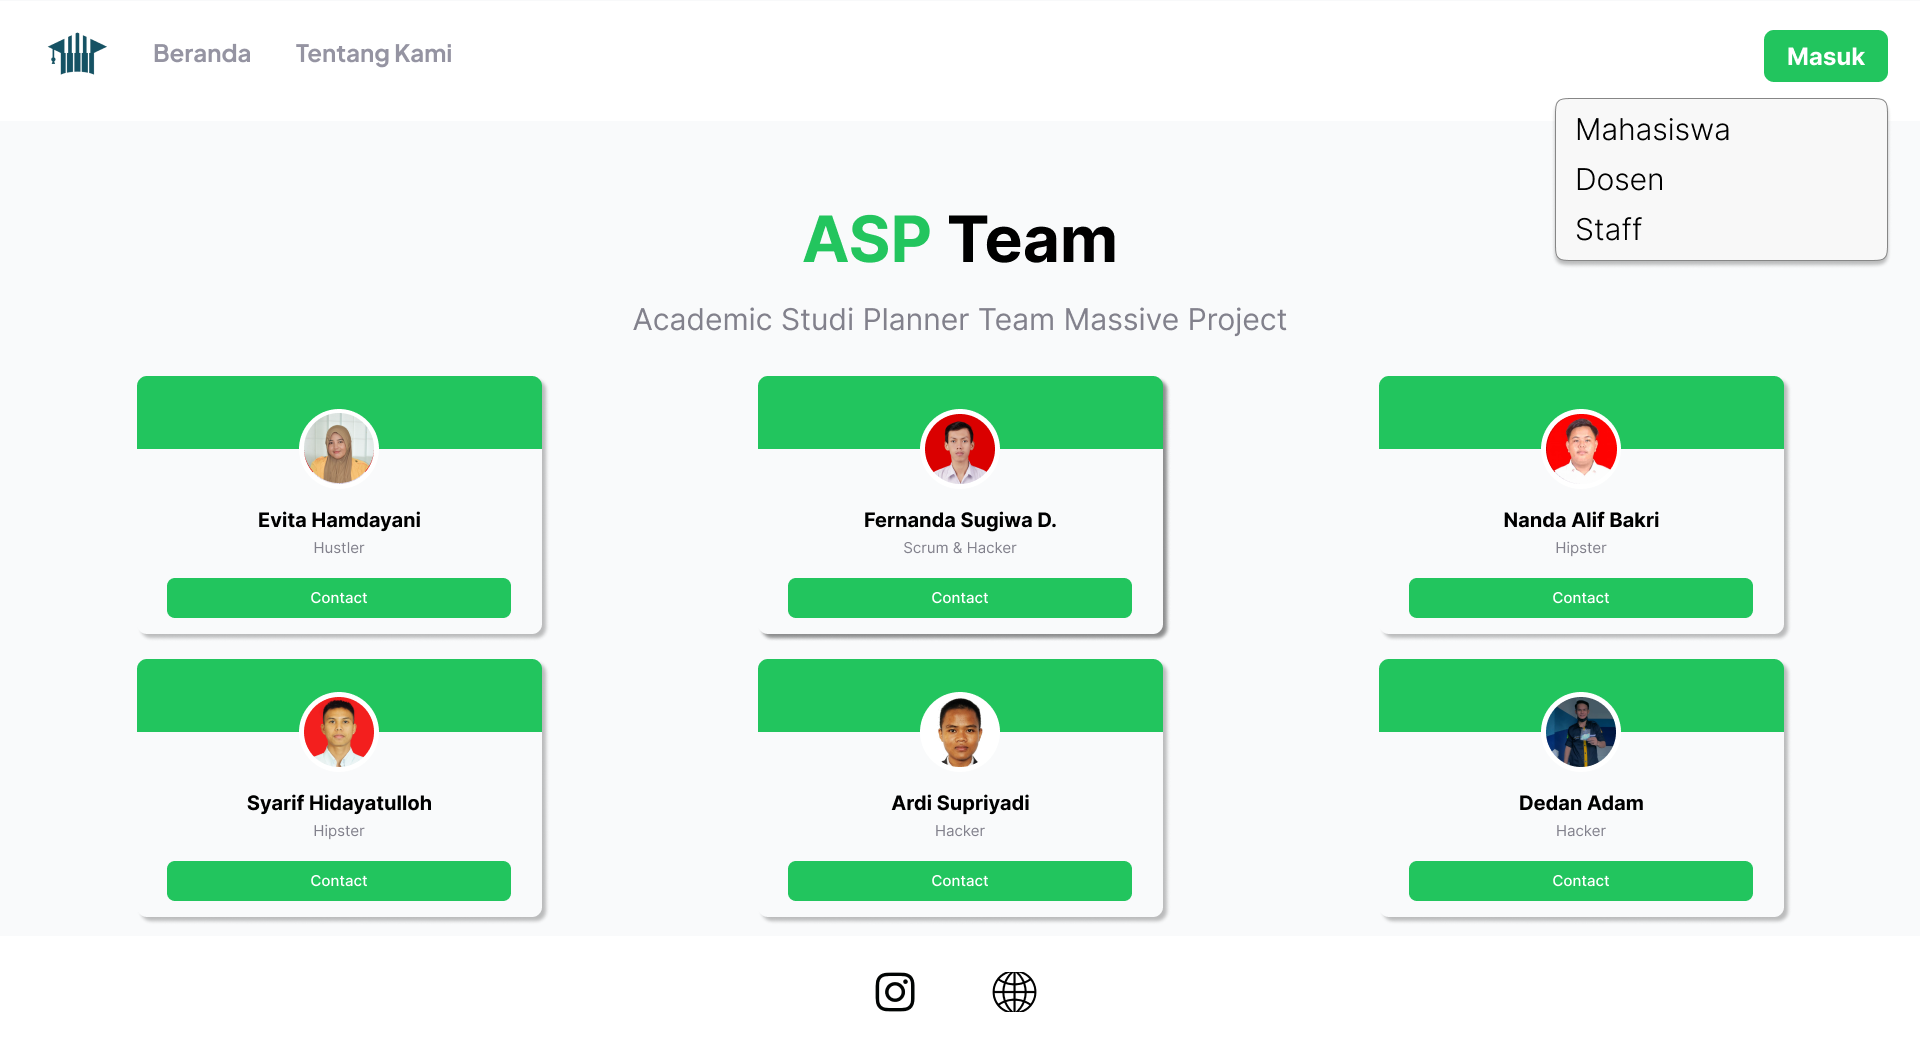 Beranda
Tentang Kami
Masuk
Mahasiswa
Dosen
Staff
ASP Team
Academic Studi Planner Team Massive Project
Evita Hamdayani
Hustler
Contact
Fernanda Sugiwa D.
Scrum & Hacker
Contact
Nanda Alif Bakri
Hipster
Contact
Syarif Hidayatulloh
Hipster
Contact
Ardi Supriyadi
Hacker
Contact
Dedan Adam
Hacker
Contact